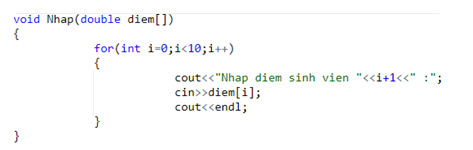 void Nhap(double diem[])
{
for(int i=0;i<10;i++)
{
cout<<"Nhap diem sinh vien "<<i+1<<" :";
cin>>diem[i];
cout<<endl;
}
}